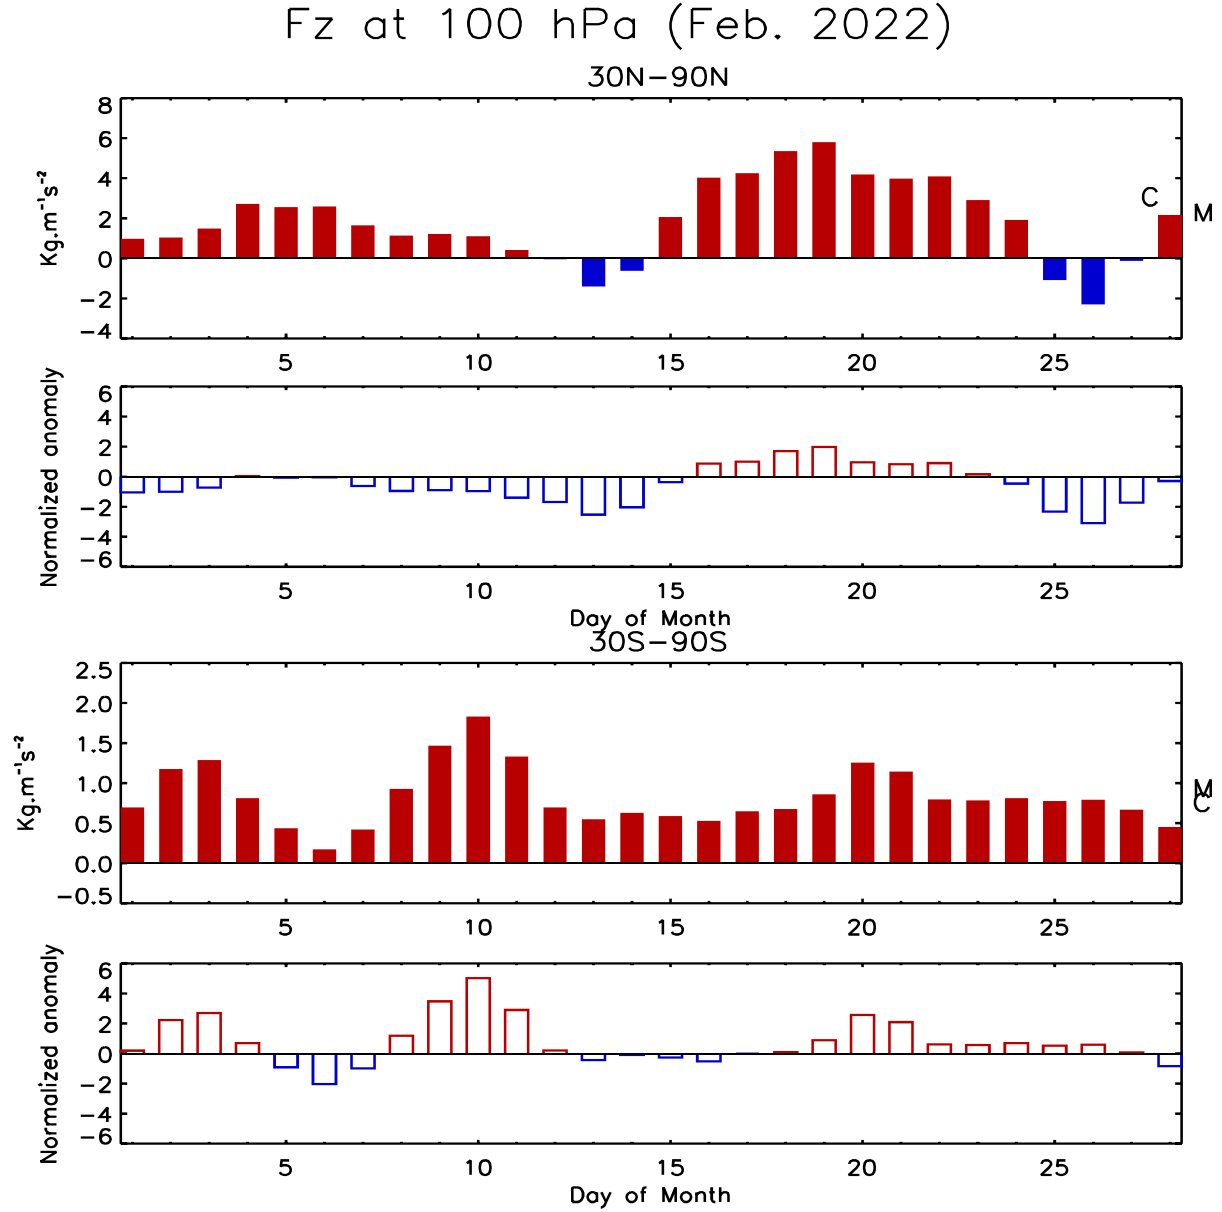 Fz at 100 hPa (Feb. 2022)
30N-90N
Kg.m⁻¹s⁻²
8
6
4
2
0
-2
-4
C
M
5 10 15 20 25
Normalized anomaly
6
4
2
0
-2
-4
-6
5 10 15 20 25
Day of Month
30S-90S
Kg.m⁻¹s⁻²
2.5
2.0
1.5
1.0
0.5
0.0
-0.5
M
C
5 10 15 20 25
Normalized anomaly
6
4
2
0
-2
-4
-6
5 10 15 20 25
Day of Month